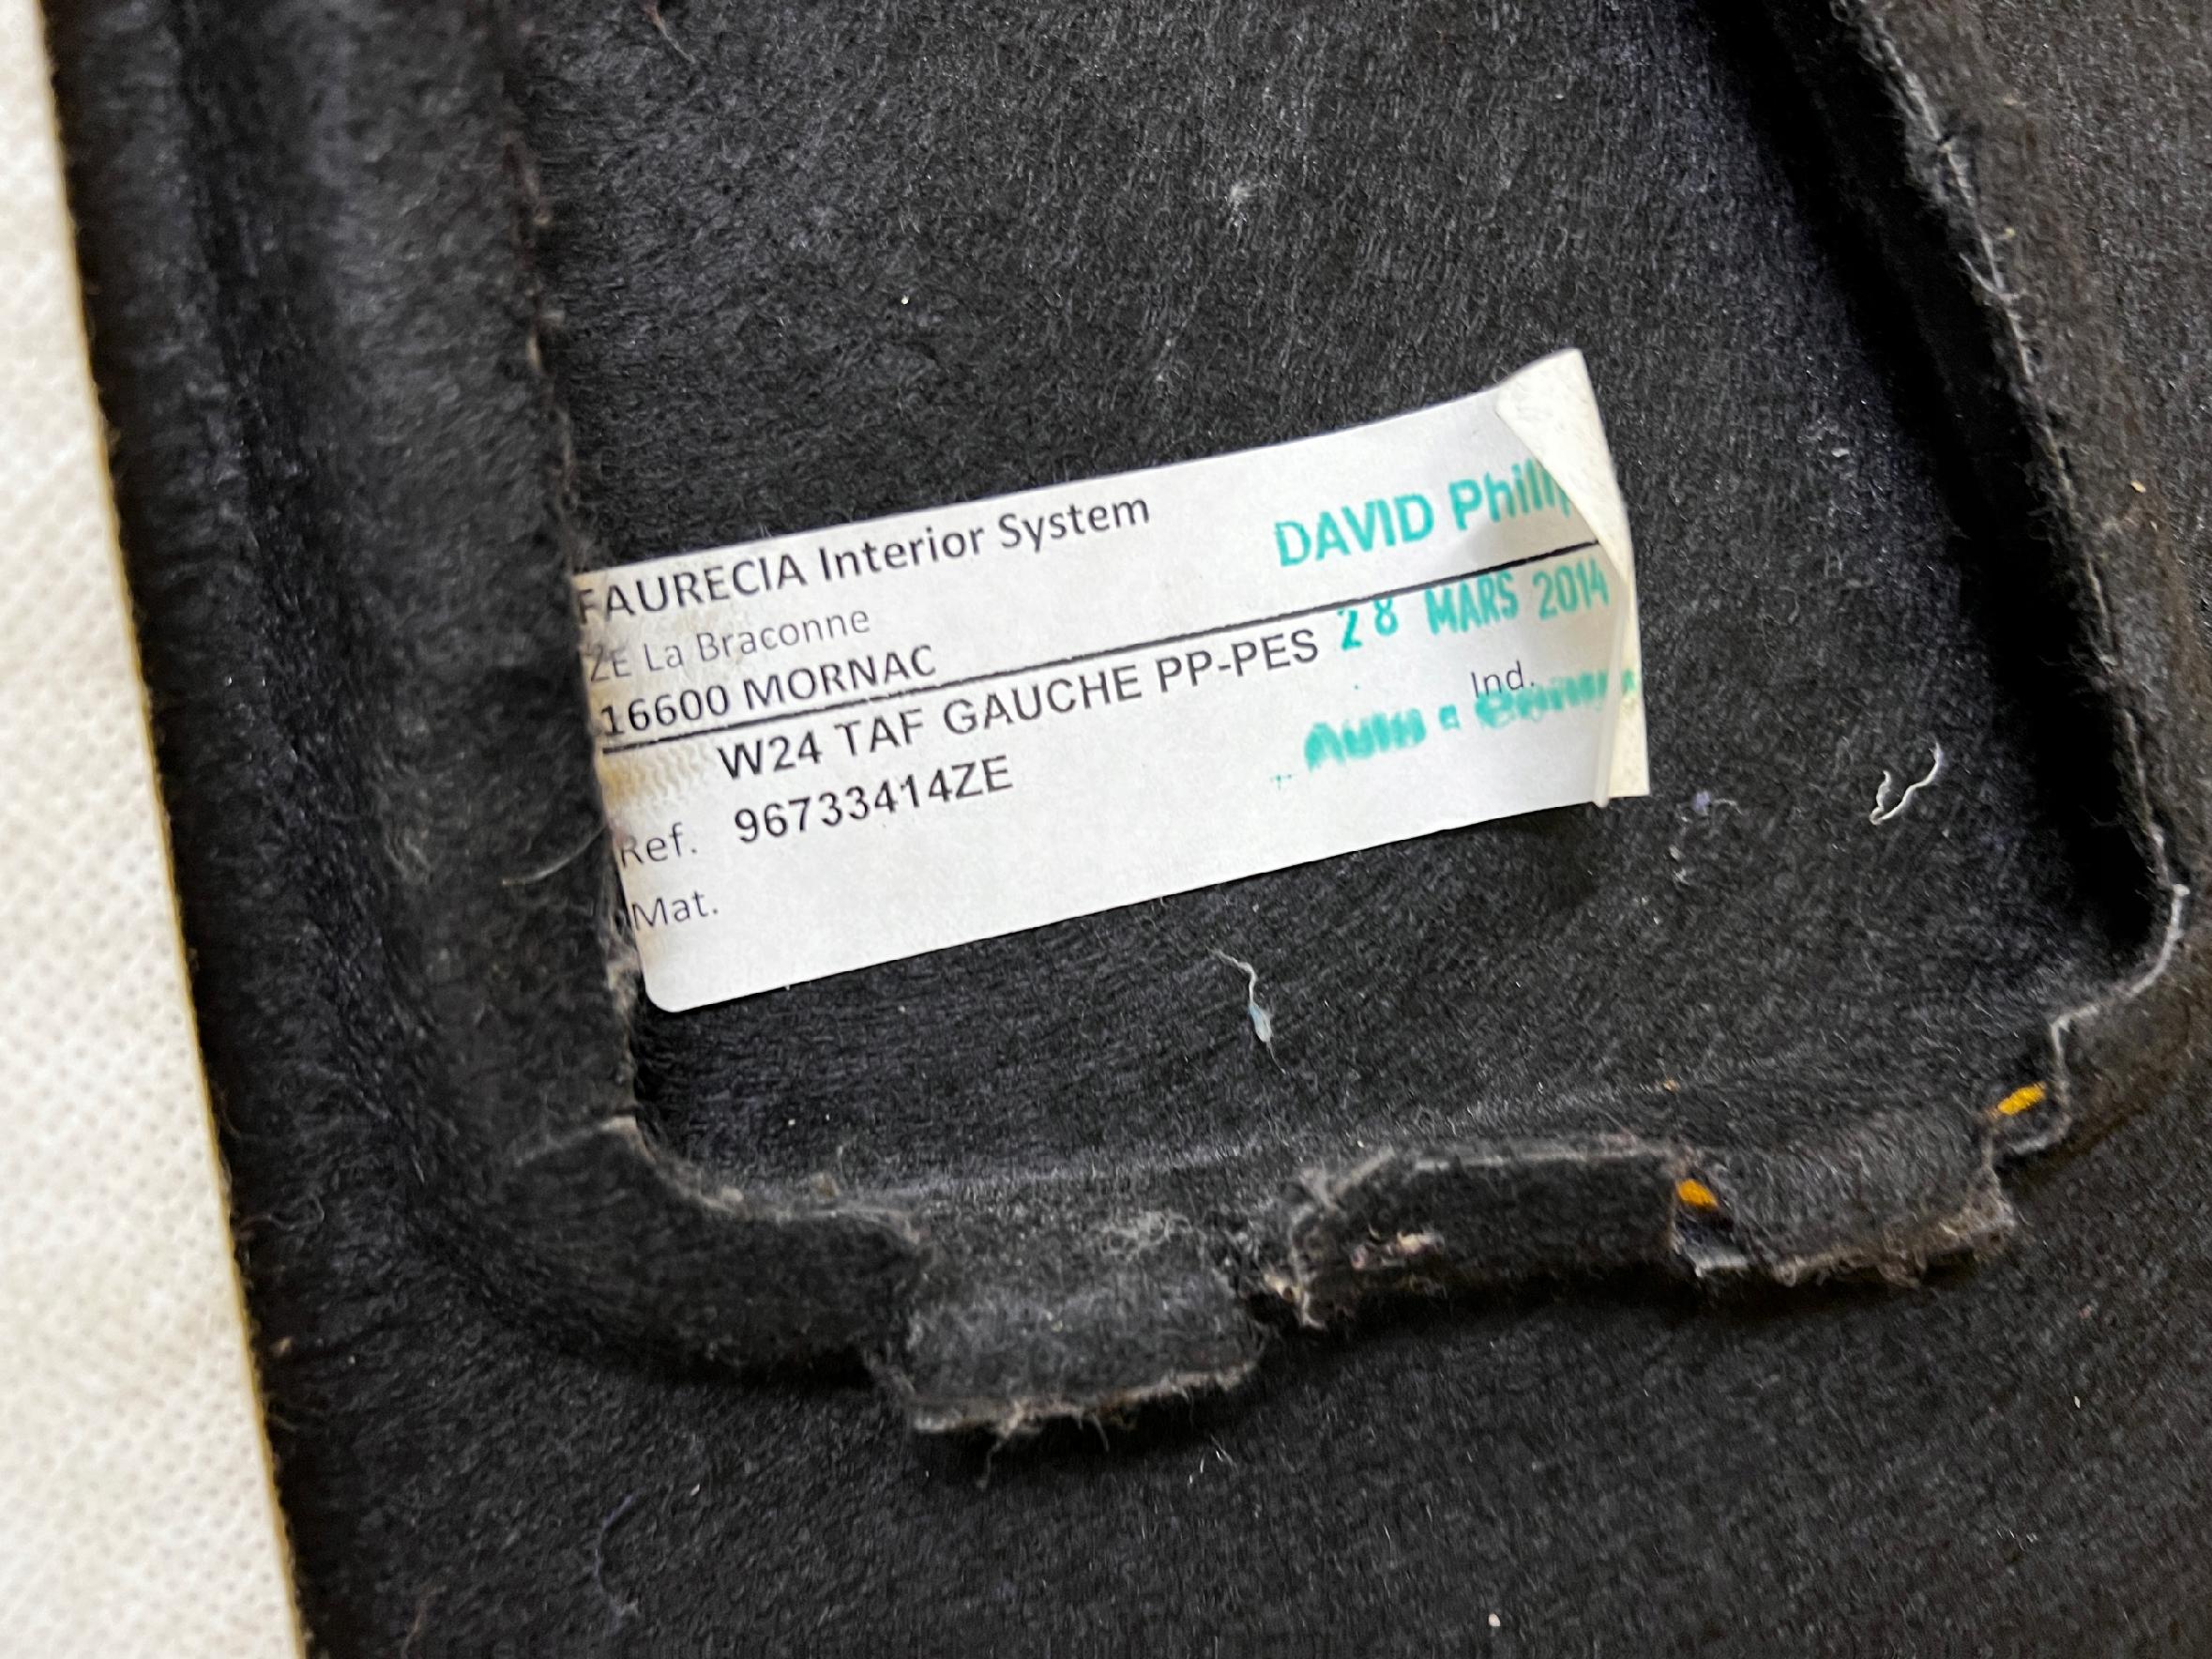 FAURECIA Interior System
DAVID
ZE La Braconne
16600 MORNAC
28 MARS 2014
W24 TAF GAUCHE PP-PES
Ind.
Ref. 96733414ZE
Mat.